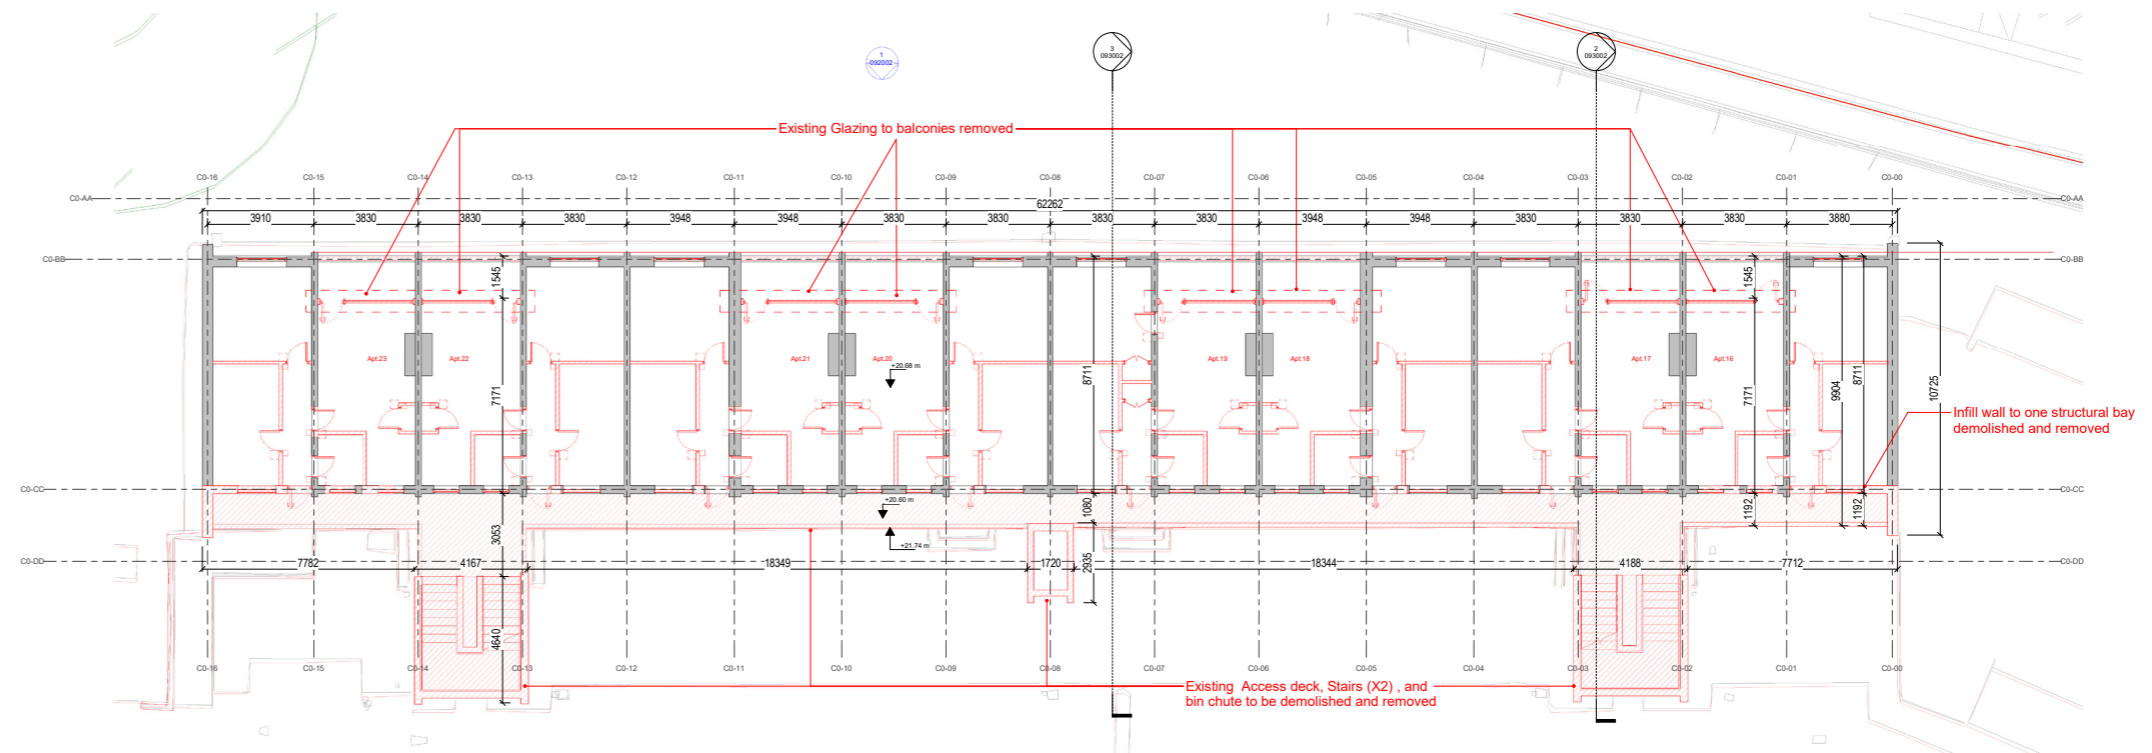 3
093002
2
093002
1
092002
Existing Glazing to balconies removed
C0-16 C0-15 C0-14 C0-13 C0-12 C0-11 C0-10 C0-09 C0-08 C0-07 C0-06 C0-05 C0-04 C0-03 C0-02 C0-01 C0-00
C0-AA C0-AA
62262
3910 3830 3830 3830 3948 3948 3830 3830 3830 3830 3948 3948 3830 3830 3830 3880
C0-BB C0-BB
1545 1545
Apt.23 Apt.22 Apt.21 Apt.20 Apt.19 Apt.18 Apt.17 Apt.16
+20.68 m
7171 8711 7171 9904 8711 10725
Infill wall to one structural bay
demolished and removed
C0-CC C0-CC
+20.60 m
1080 1192 1192
3053
+21.74 m
2935
C0-DD C0-DD
7782 4167 18349 1720 18344 4188 7712
4640
C0-16 C0-15 C0-14 C0-13 C0-12 C0-11 C0-10 C0-09 C0-08 C0-07 C0-06 C0-05 C0-04 C0-03 C0-02 C0-01 C0-00
Existing Access deck, Stairs (X2) , and
bin chute to be demolished and removed